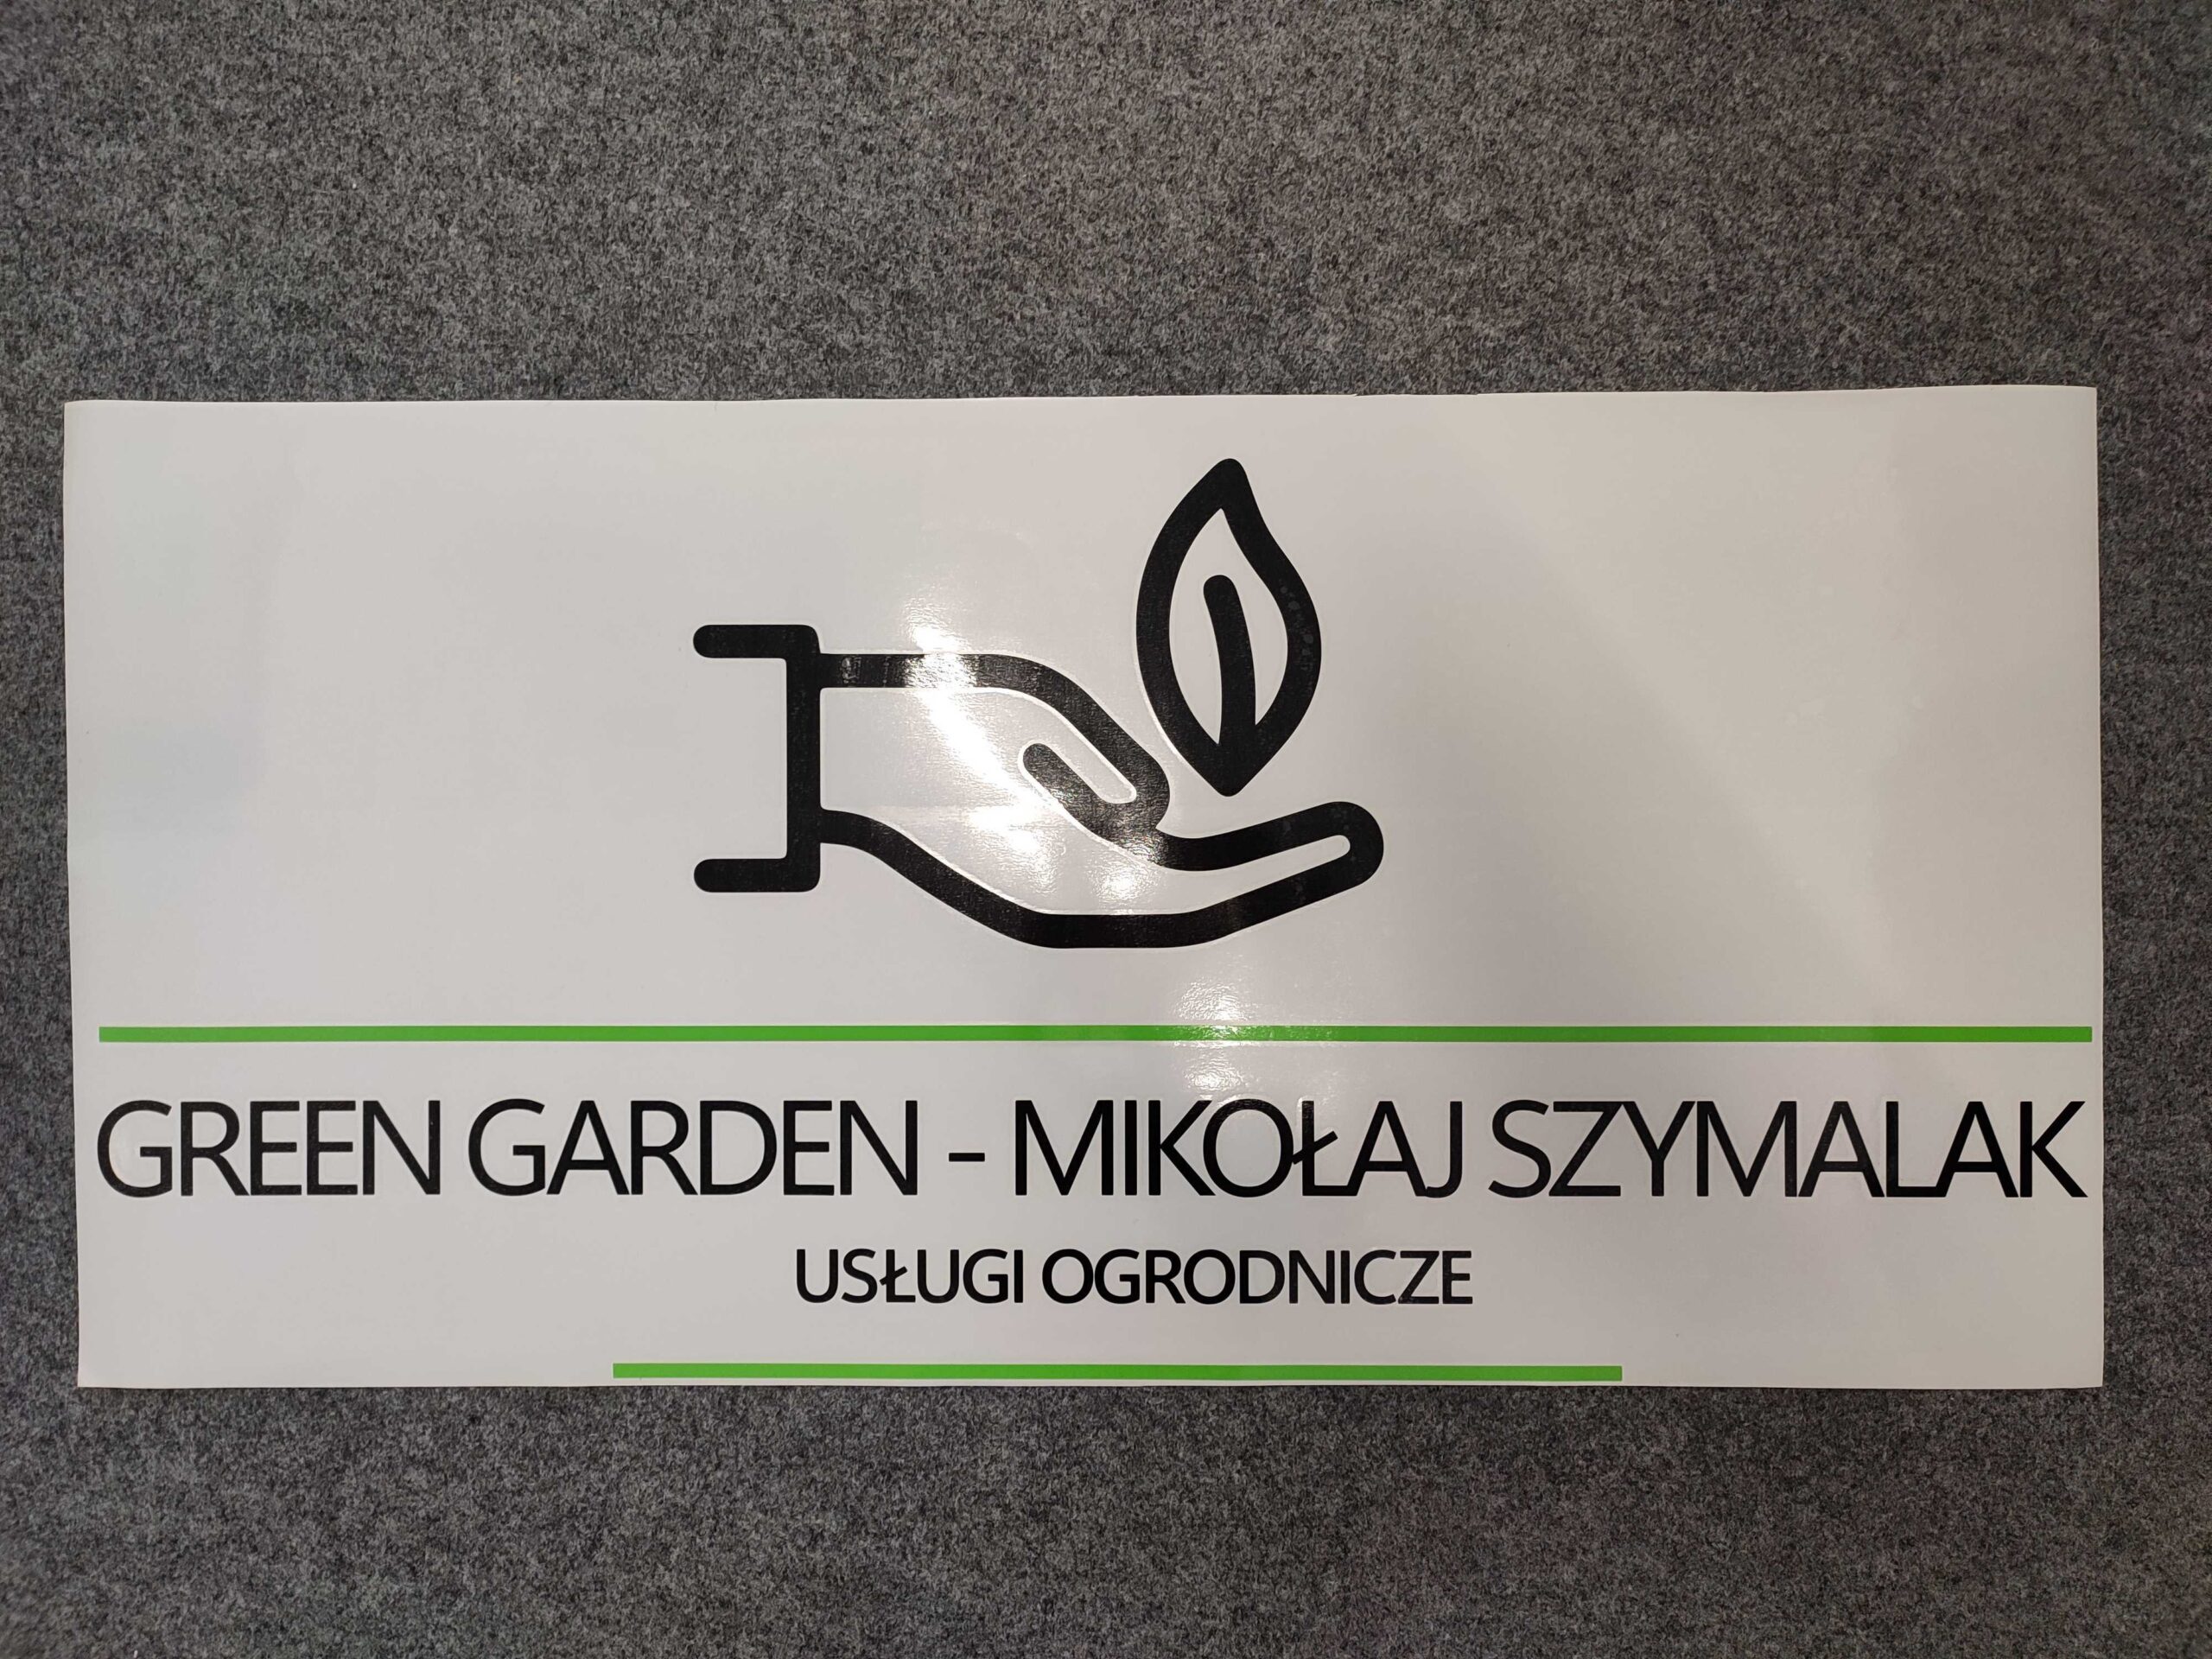 GREEN GARDEN - MIKOŁAJ SZYMALAK
USŁUGI OGRODNICZE